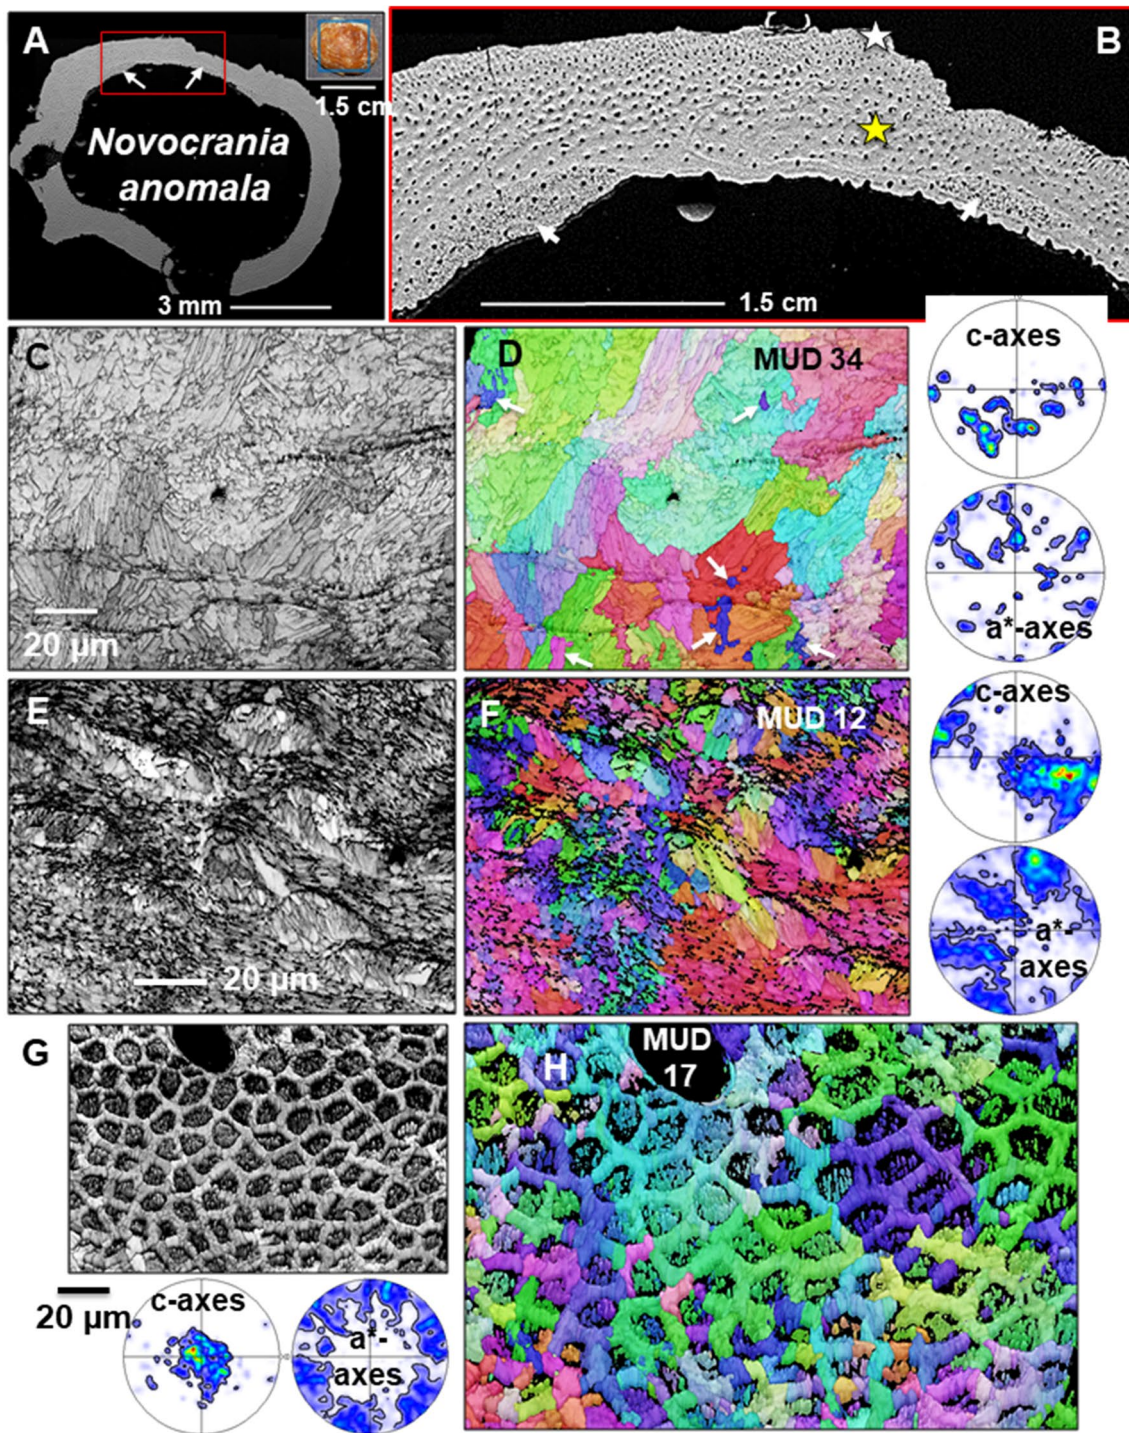 A
1.5 cm
B
Novocrania
anomala
3 mm
1.5 cm
C
D
MUD 34
c-axes
20 µm
a*-axes
E
F
MUD 12
c-axes
20 µm
a*-
axes
G
H
MUD
17
20 µm
c-axes
a*-
axes